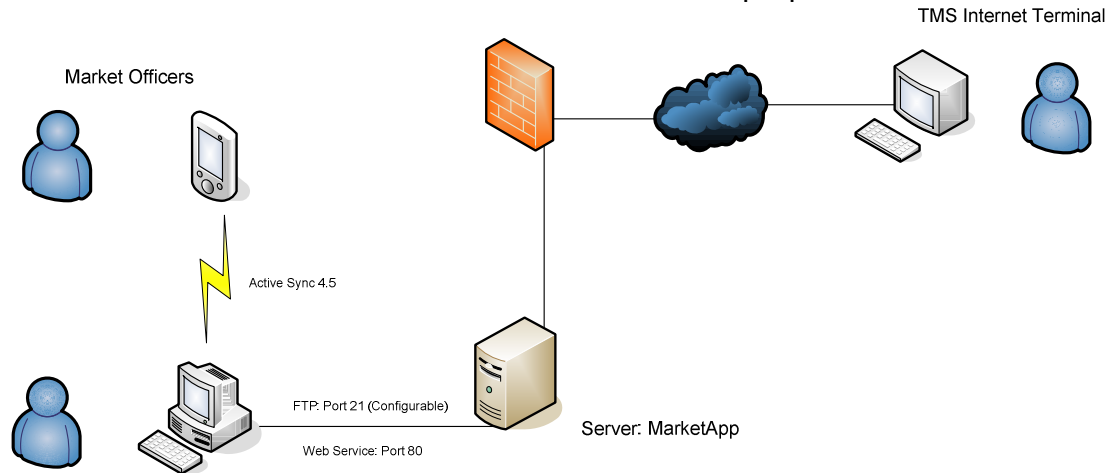 TMS Internet Terminal
Market Officers
Active Sync 4.5
FTP: Port 21 (Configurable)
Server: MarketApp
Web Service: Port 80